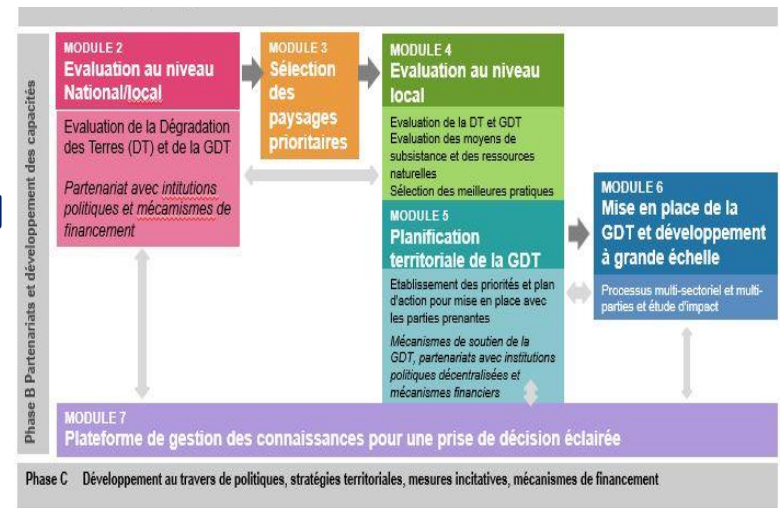 Phase B Partenariats et développement des capacités
MODULE 2
Evaluation au niveau
National/local
Evaluation de la Dégradation
des Terres (DT) et de la GDT
Partenariat avec intitutions
politiques et mécamismes de
financement
MODULE 3
Sélection
des
paysages
prioritaires
MODULE 4
Evaluation au niveau
local
Evaluation de la DT et GDT
Evaluation des moyens de
subsistance et des ressources
naturelles
Sélection des meilleures pratiques
MODULE 5
Planification
territoriale de la GDT
Etablissement des priorités et plan
d'action pour mise en place avec
les parties prenantes
Mécanismes de soutien de la
GDT, partenariats avec institutions
politiques décentralisées et
mécanismes financiers
MODULE 6
Mise en place de la
GDT et développement
à grande échelle
Processus multi-sectoriel et multi-
parties et étude d'impact
MODULE 7
Plateforme de gestion des connaissances pour une prise de décision éclairée
Phase C Développement au travers de politiques, stratégies territoriales, mesures incitatives, mécanismes de financement